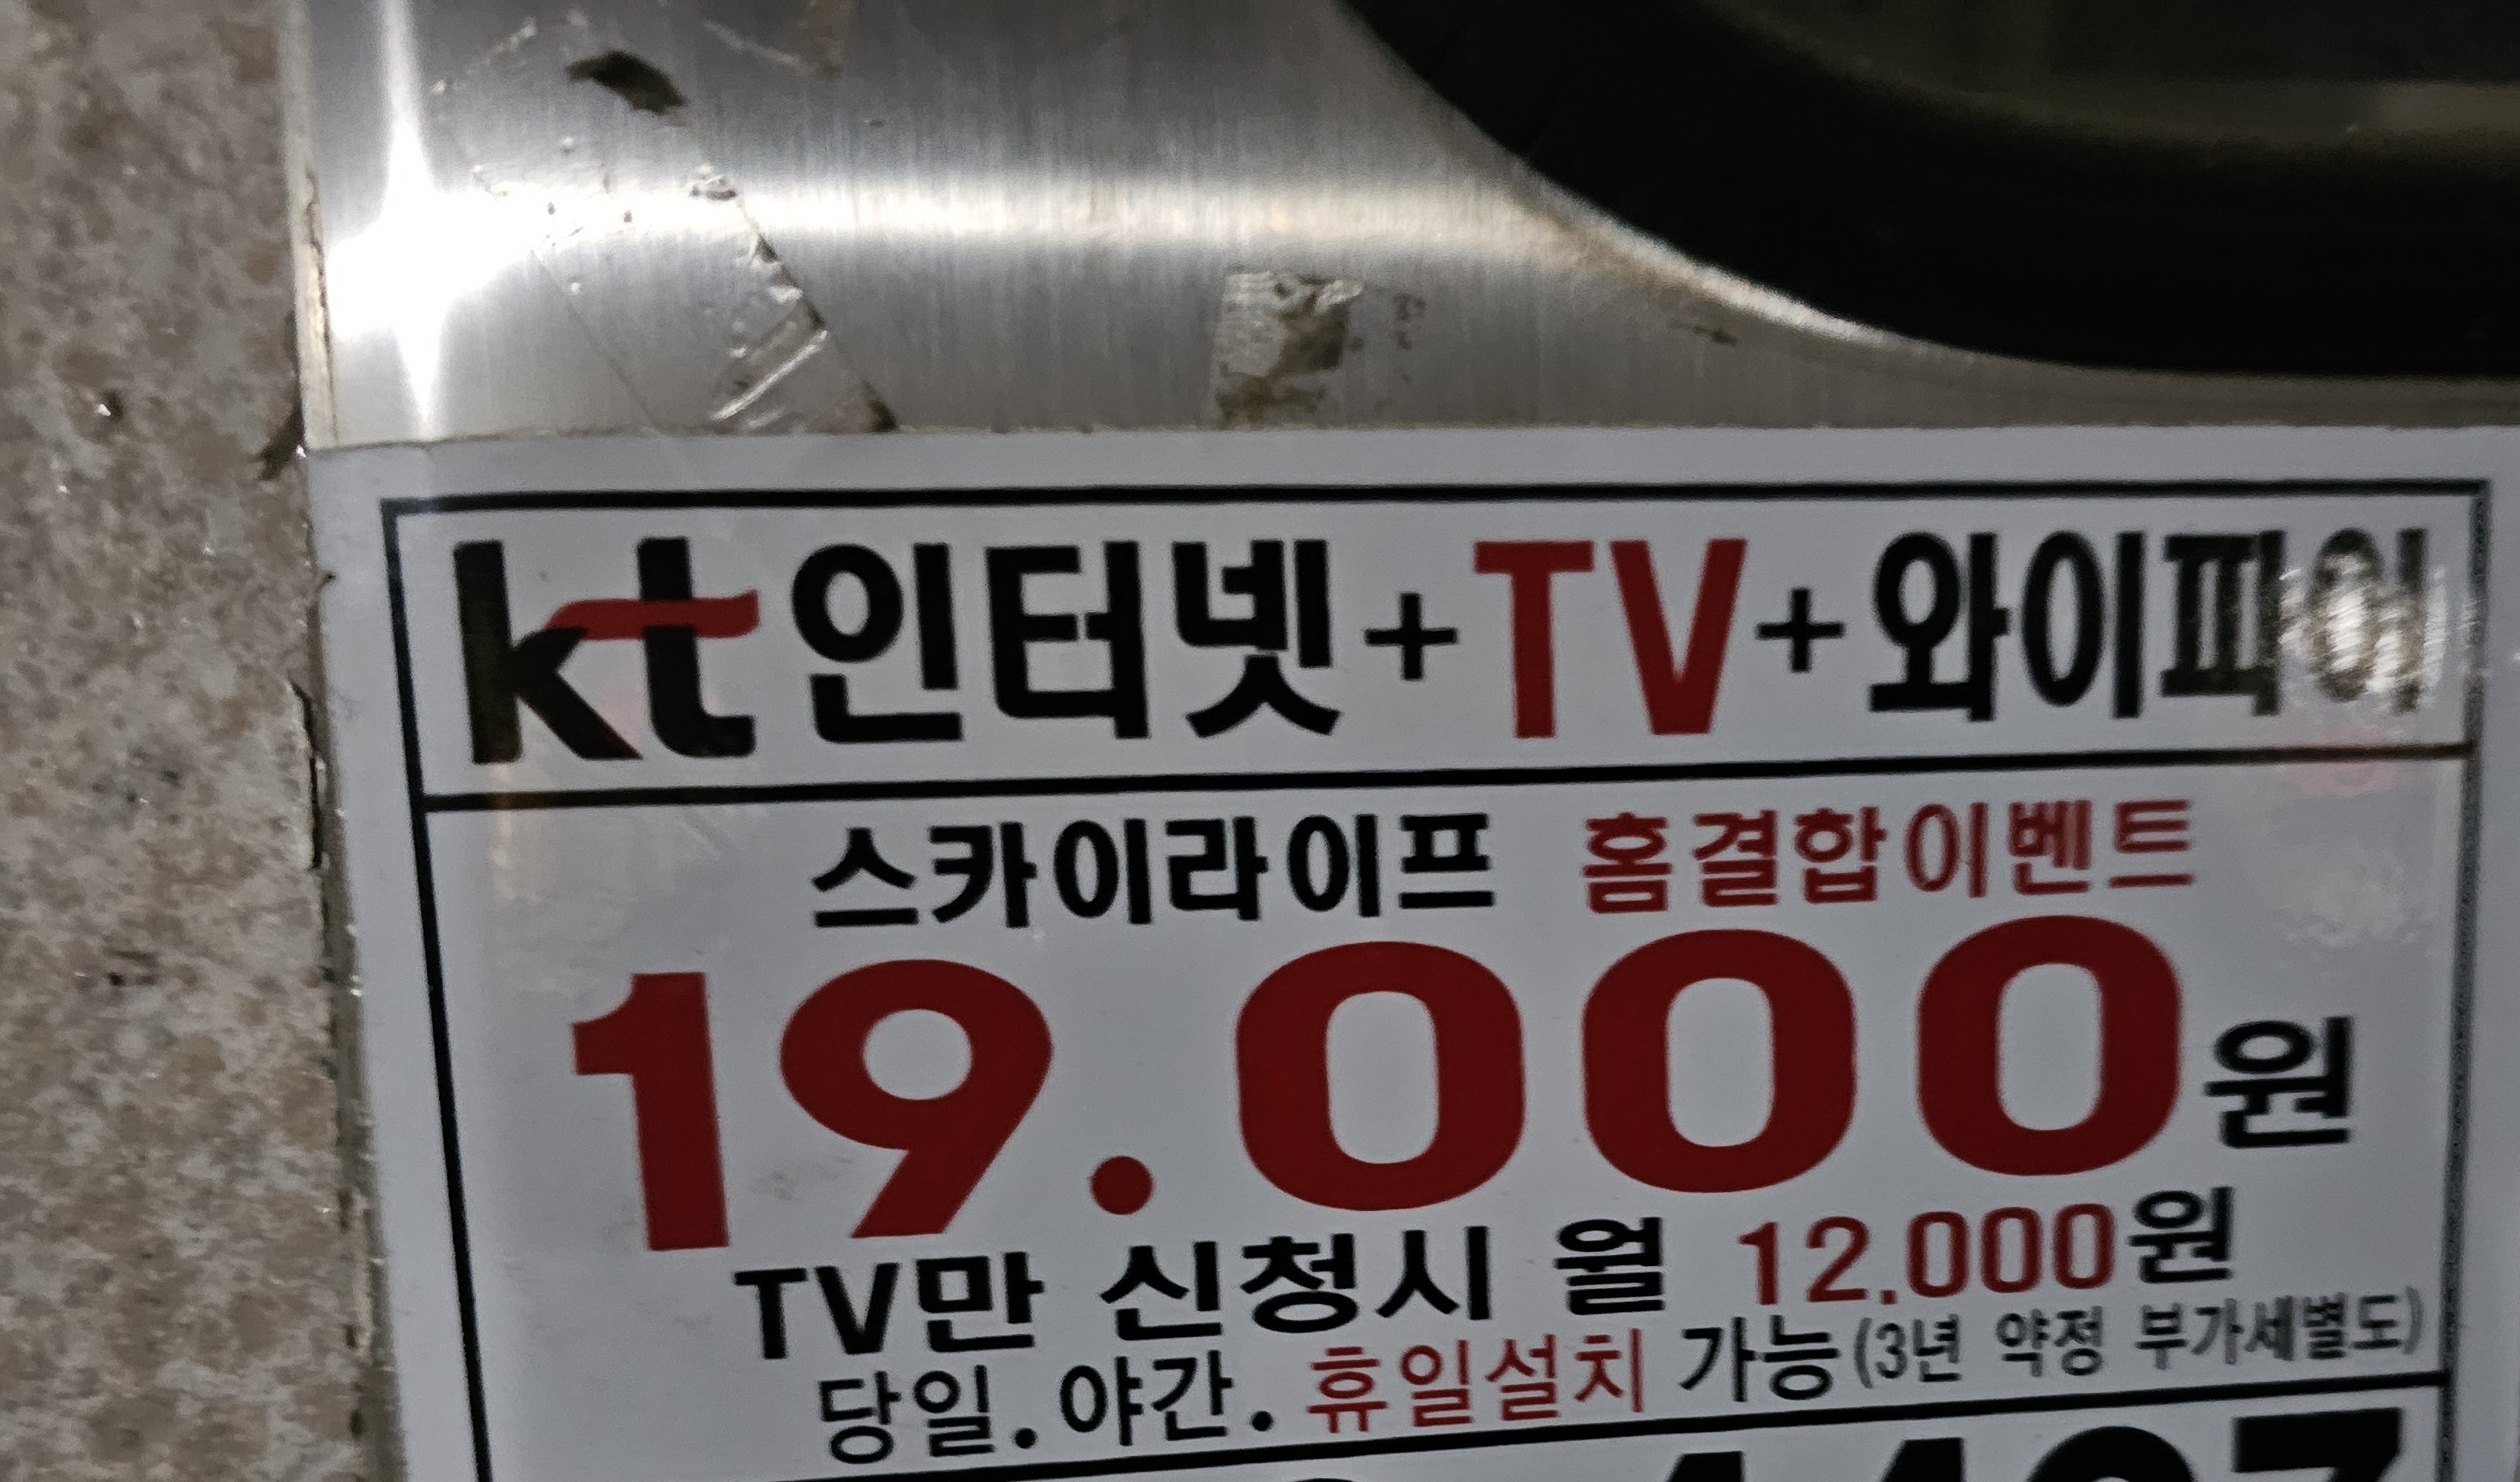 kt 인터넷+TV+와이파이
스카이라이프 홈결합이벤트
19.000원
TV만 신청시 월 12.000원
당일.야간.휴일설치 가능(3년 약정 부가세별도)